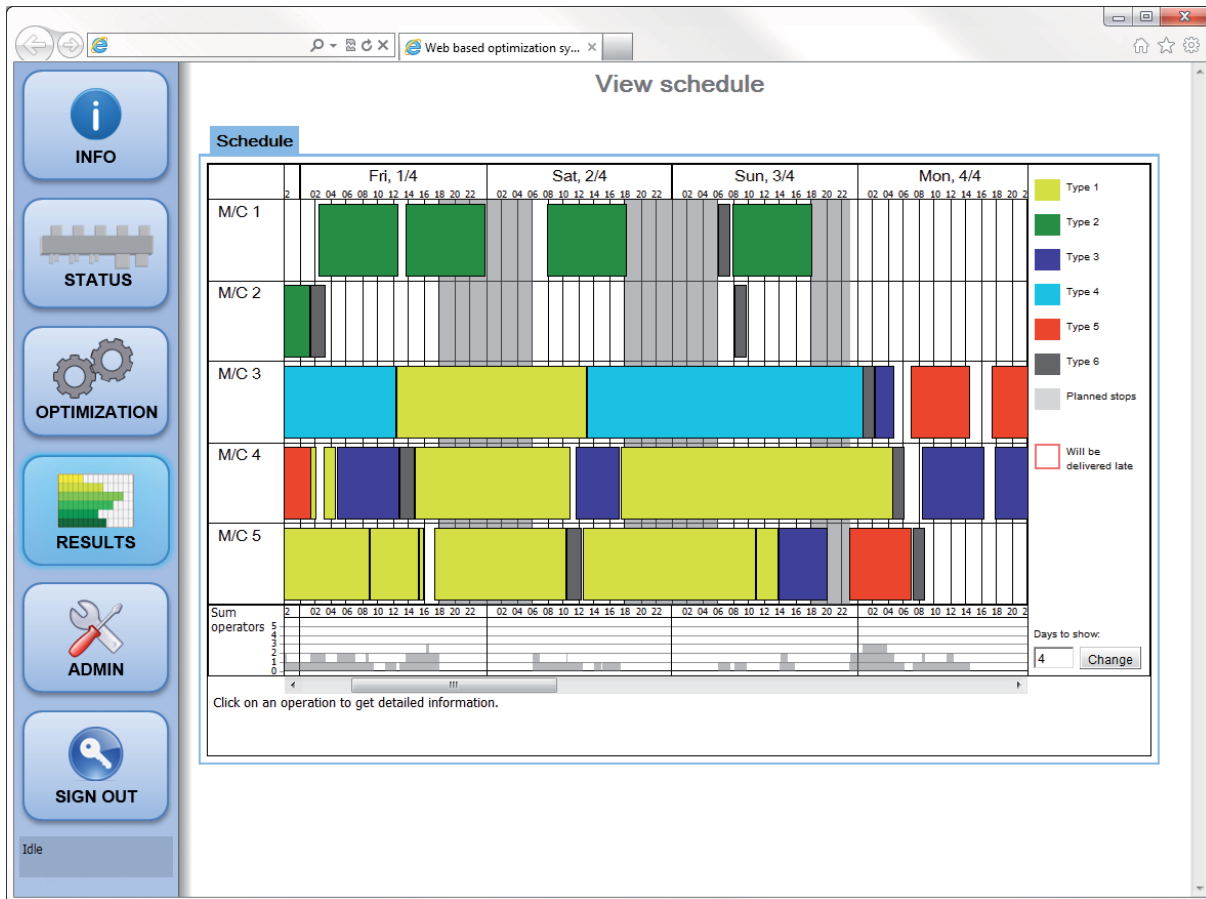 Web based optimization sy...
View schedule
INFO
STATUS
OPTIMIZATION
RESULTS
ADMIN
SIGN OUT
Idle
Schedule
Fri, 1/4 Sat, 2/4 Sun, 3/4 Mon, 4/4
2 02 04 06 08 10 12 14 16 18 20 22 02 04 06 08 10 12 14 16 18 20 22 02 04 06 08 10 12 14 16 18 20 22 02 04 06 08 10 12 14 16 18 20 2
M/C 1
M/C 2
M/C 3
M/C 4
M/C 5
Type 1
Type 2
Type 3
Type 4
Type 5
Type 6
Planned stops
Will be
delivered late
Sum 2 02 04 06 08 10 12 14 16 18 20 22 02 04 06 08 10 12 14 16 18 20 22 02 04 06 08 10 12 14 16 18 20 22 02 04 06 08 10 12 14 16 18 20 2
operators 5
4
3
2
1
0
Days to show:
4 Change
Click on an operation to get detailed information.